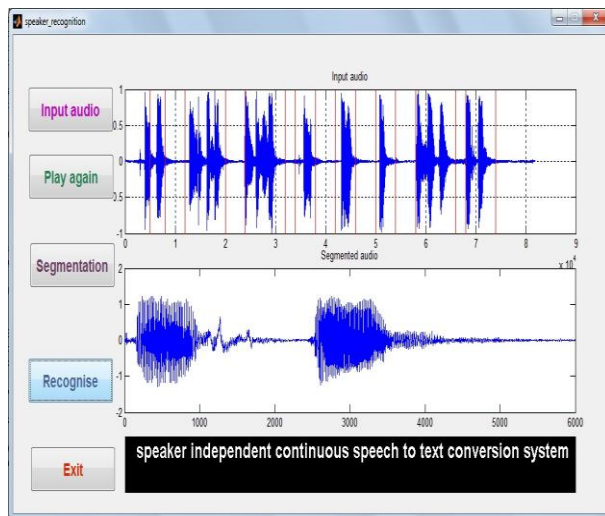 speaker_recognition
Input audio
Input audio
1
0.5
0
0.5
-1
0 1 2 3 4 5 6 7 8 9
x 10^4
Play again
Segmentation
Segmented audio
2
1
0
-1
-2
0 1000 2000 3000 4000 5000 6000
Recognise
speaker independent continuous speech to text conversion system
Exit